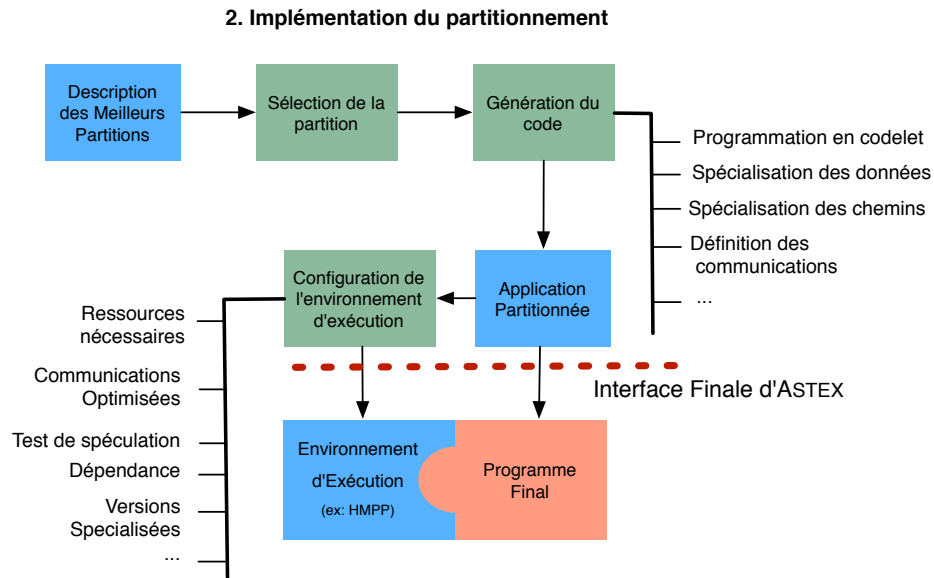 2. Implémentation du partitionnement
Description
des Meilleurs
Partitions
Sélection de la
partition
Génération du
code
Programmation en codelet
Spécialisation des données
Spécialisation des chemins
Définition des
communications
...
Configuration de
l'environnement
d'exécution
Application
Partitionnée
Ressources
nécessaires
Communications
Optimisées
Test de spéculation
Dépendance
Versions
Specialisées
...
Interface Finale d'ASTEX
Environnement
d'Exécution
(ex: HMPP)
Programme
Final